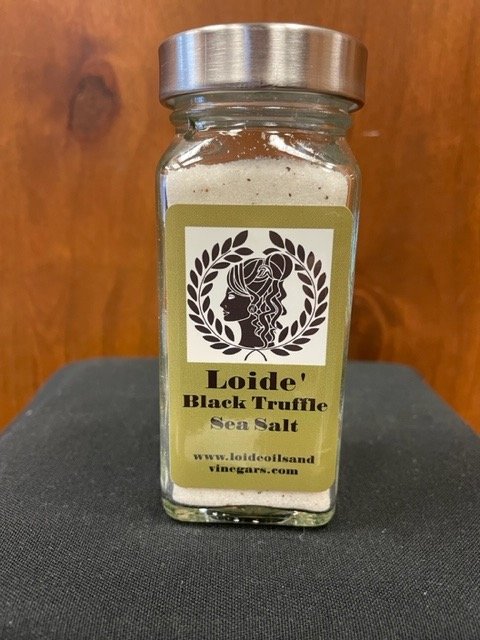 Loide'
Black Truffle
Sea Salt
www.loideoilsand
vinegars.com